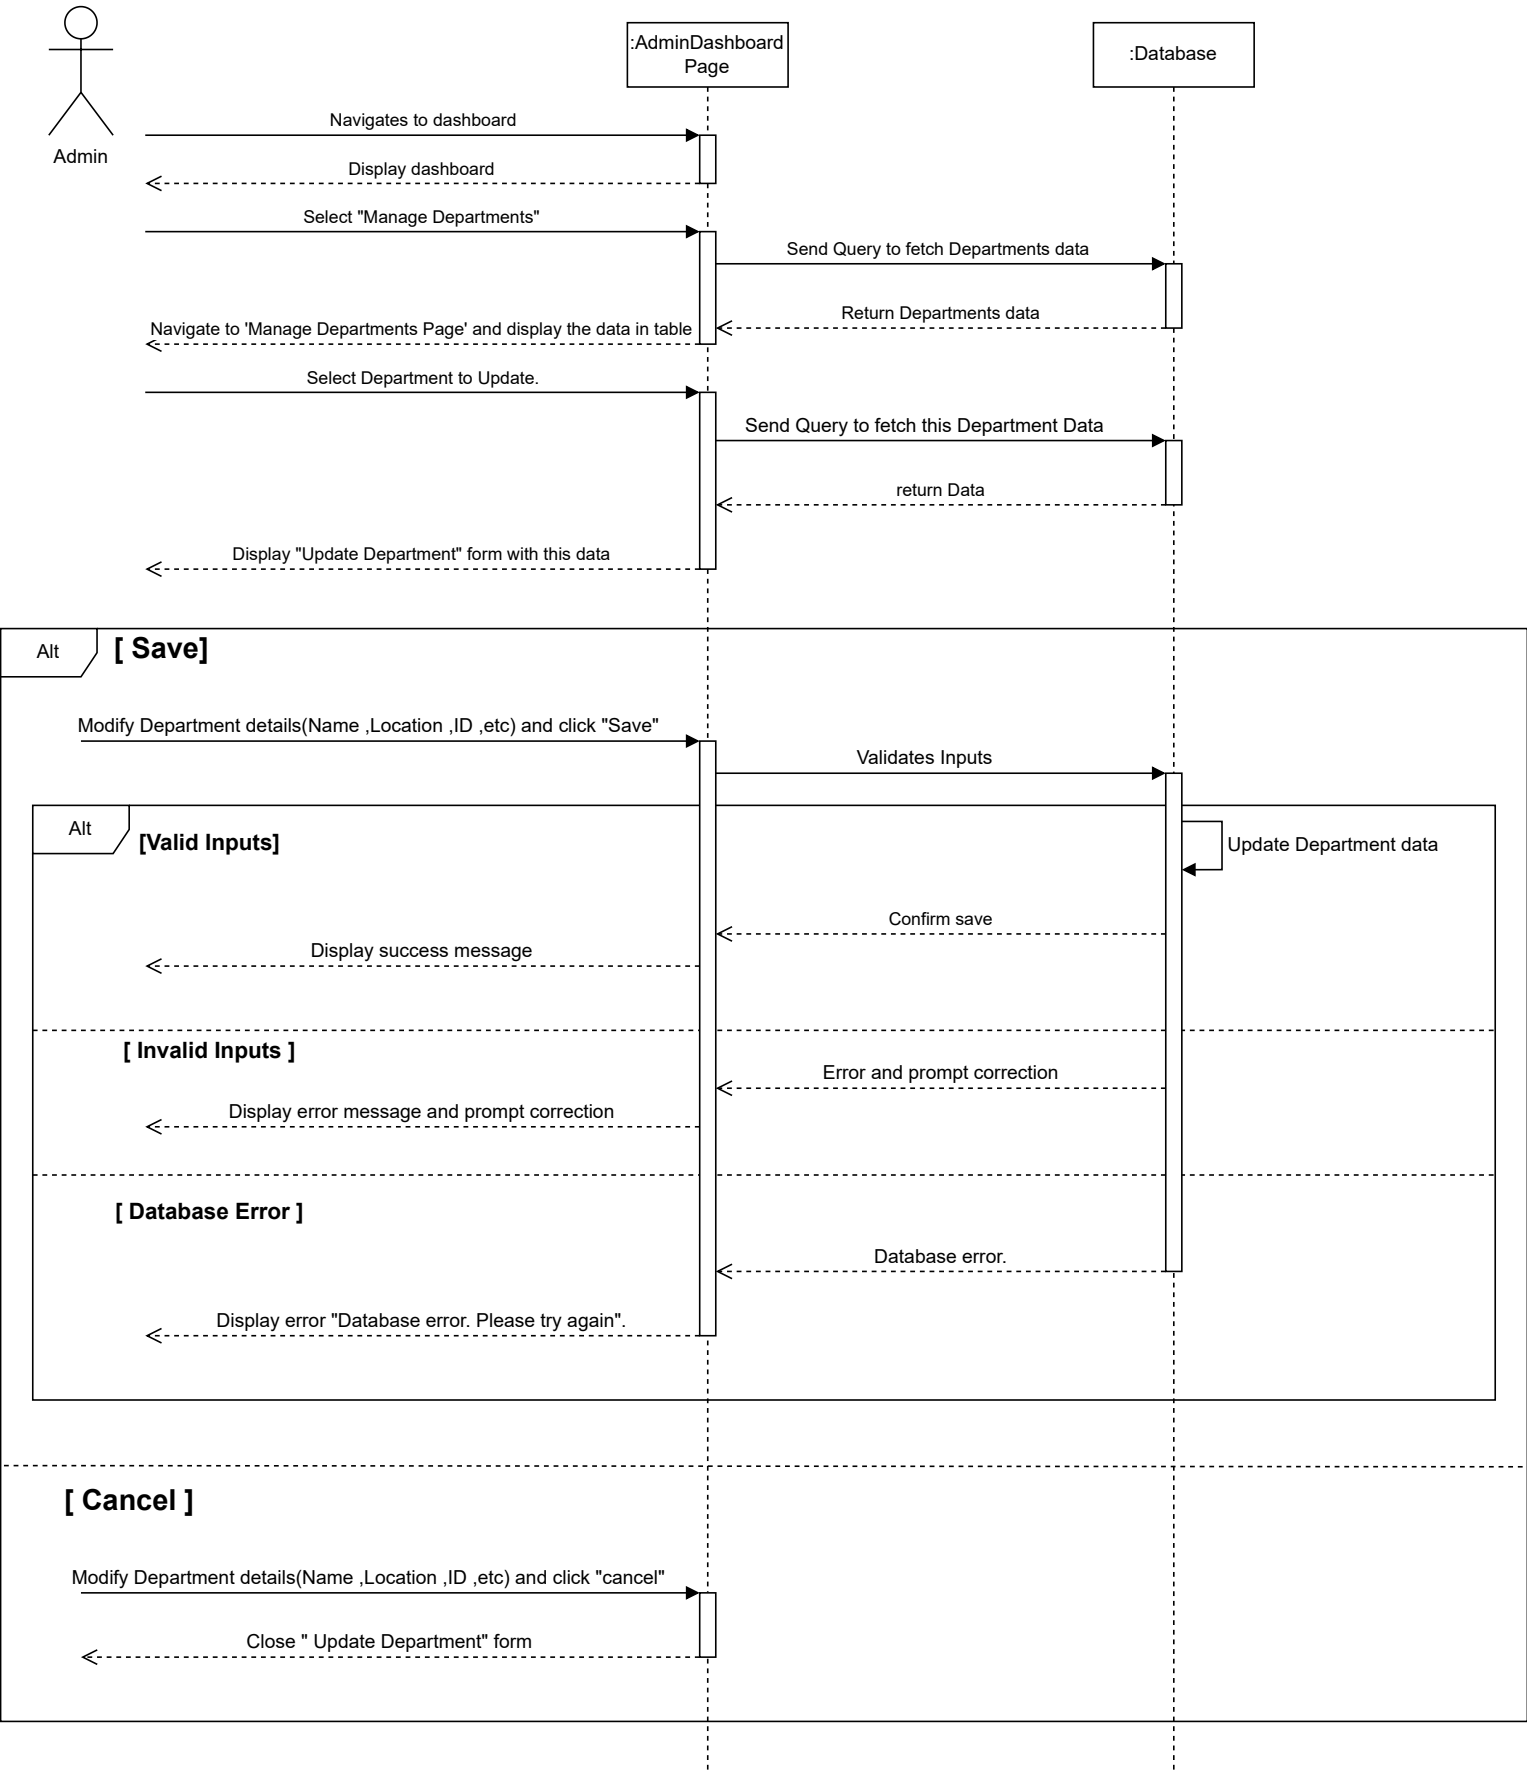 :AdminDashboard
Page
:Database
Admin
Navigates to dashboard
Display dashboard
Select "Manage Departments"
Send Query to fetch Departments data
Return Departments data
Navigate to 'Manage Departments Page' and display the data in table
Select Department to Update.
Send Query to fetch this Department Data
return Data
Display "Update Department" form with this data
Alt
[ Save]
Modify Department details(Name ,Location ,ID ,etc) and click "Save"
Validates Inputs
Alt
[Valid Inputs]
Update Department data
Confirm save
Display success message
[ Invalid Inputs ]
Error and prompt correction
Display error message and prompt correction
[ Database Error ]
Database error.
Display error "Database error. Please try again".
[ Cancel ]
Modify Department details(Name ,Location ,ID ,etc) and click "cancel"
Close " Update Department" form